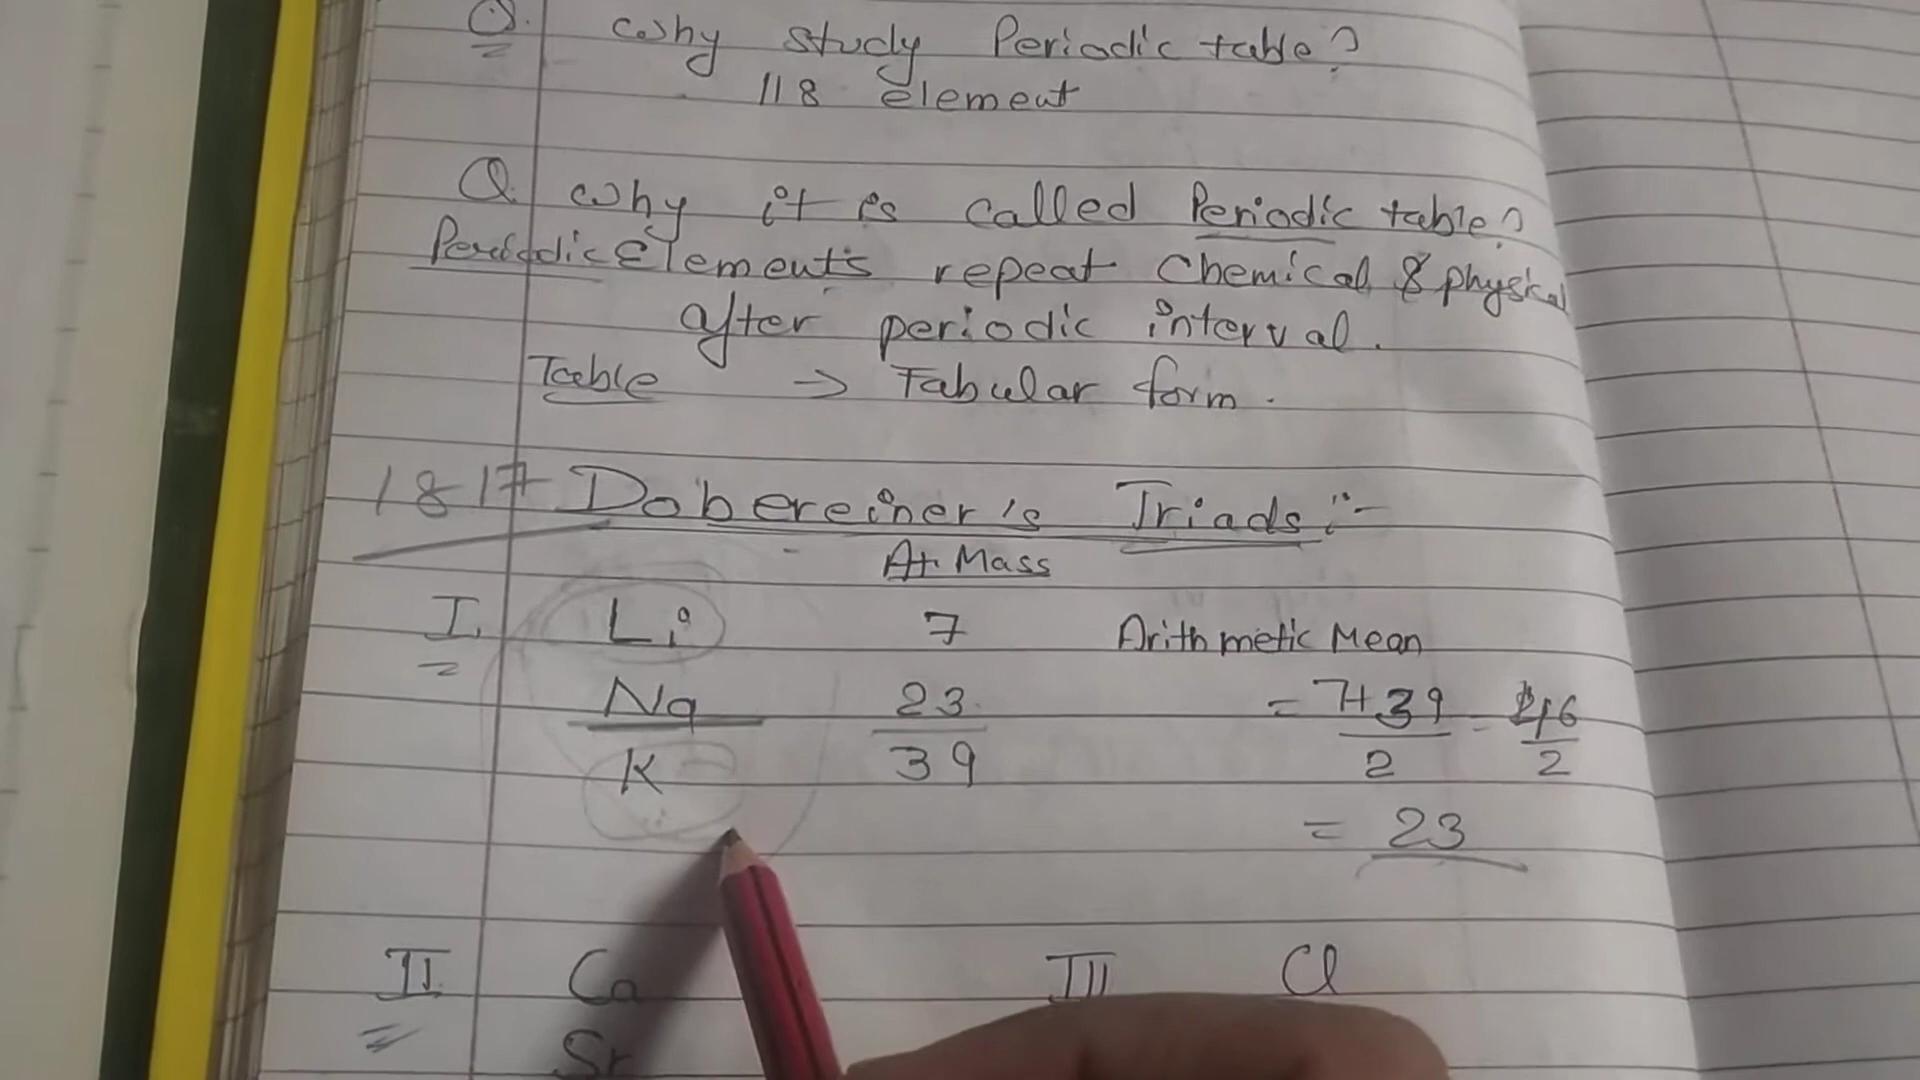 Q. Why study Periodic table?
118 element
Q. Why it is called Periodic table?
Periodic Elements repeat Chemical & physical
after periodic interval.
Table → Tabular form.
1817 Dobereiner's Triads :-
At. Mass
I. Li 7 Arithmetic Mean
Na 23 = 7+39/2 = 46/2
K 39
= 23
II Ca III Cl
Sr